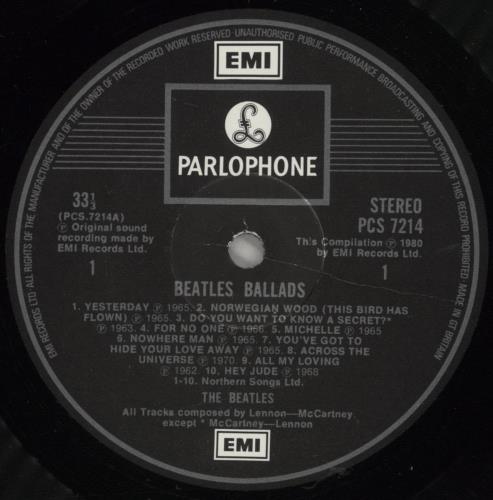 EMI RECORDS LTD·ALL RIGHTS OF THE MANUFACTURER AND OF THE OWNER OF THE RECORDED WORK RESERVED·UNAUTHORISED PUBLIC PERFORMANCE BROADCASTING AND COPYING OF THIS RECORD PROHIBITED·MADE IN GT BRITAIN
EMI
£
PARLOPHONE
33⅓
(PCS.7214A)
℗ Original sound
recording made by
EMI Records Ltd.
1
STEREO
PCS 7214
This Compilation ℗ 1980
by EMI Records Ltd.
1
BEATLES BALLADS
1. YESTERDAY ℗ 1965 2. NORWEGIAN WOOD (THIS BIRD HAS
FLOWN) ℗ 1965. 3. DO YOU WANT TO KNOW A SECRET?*
℗ 1963. 4. FOR NO ONE ℗ 1966. 5. MICHELLE ℗ 1965
6. NOWHERE MAN ℗ 1965. 7. YOU'VE GOT TO
HIDE YOUR LOVE AWAY ℗ 1965. 8. ACROSS THE
UNIVERSE ℗ 1970. 9. ALL MY LOVING
℗ 1962. 10. HEY JUDE ℗ 1968
1-10. Northern Songs Ltd.
THE BEATLES
All Tracks composed by Lennon—McCartney
except * McCartney—Lennon
EMI